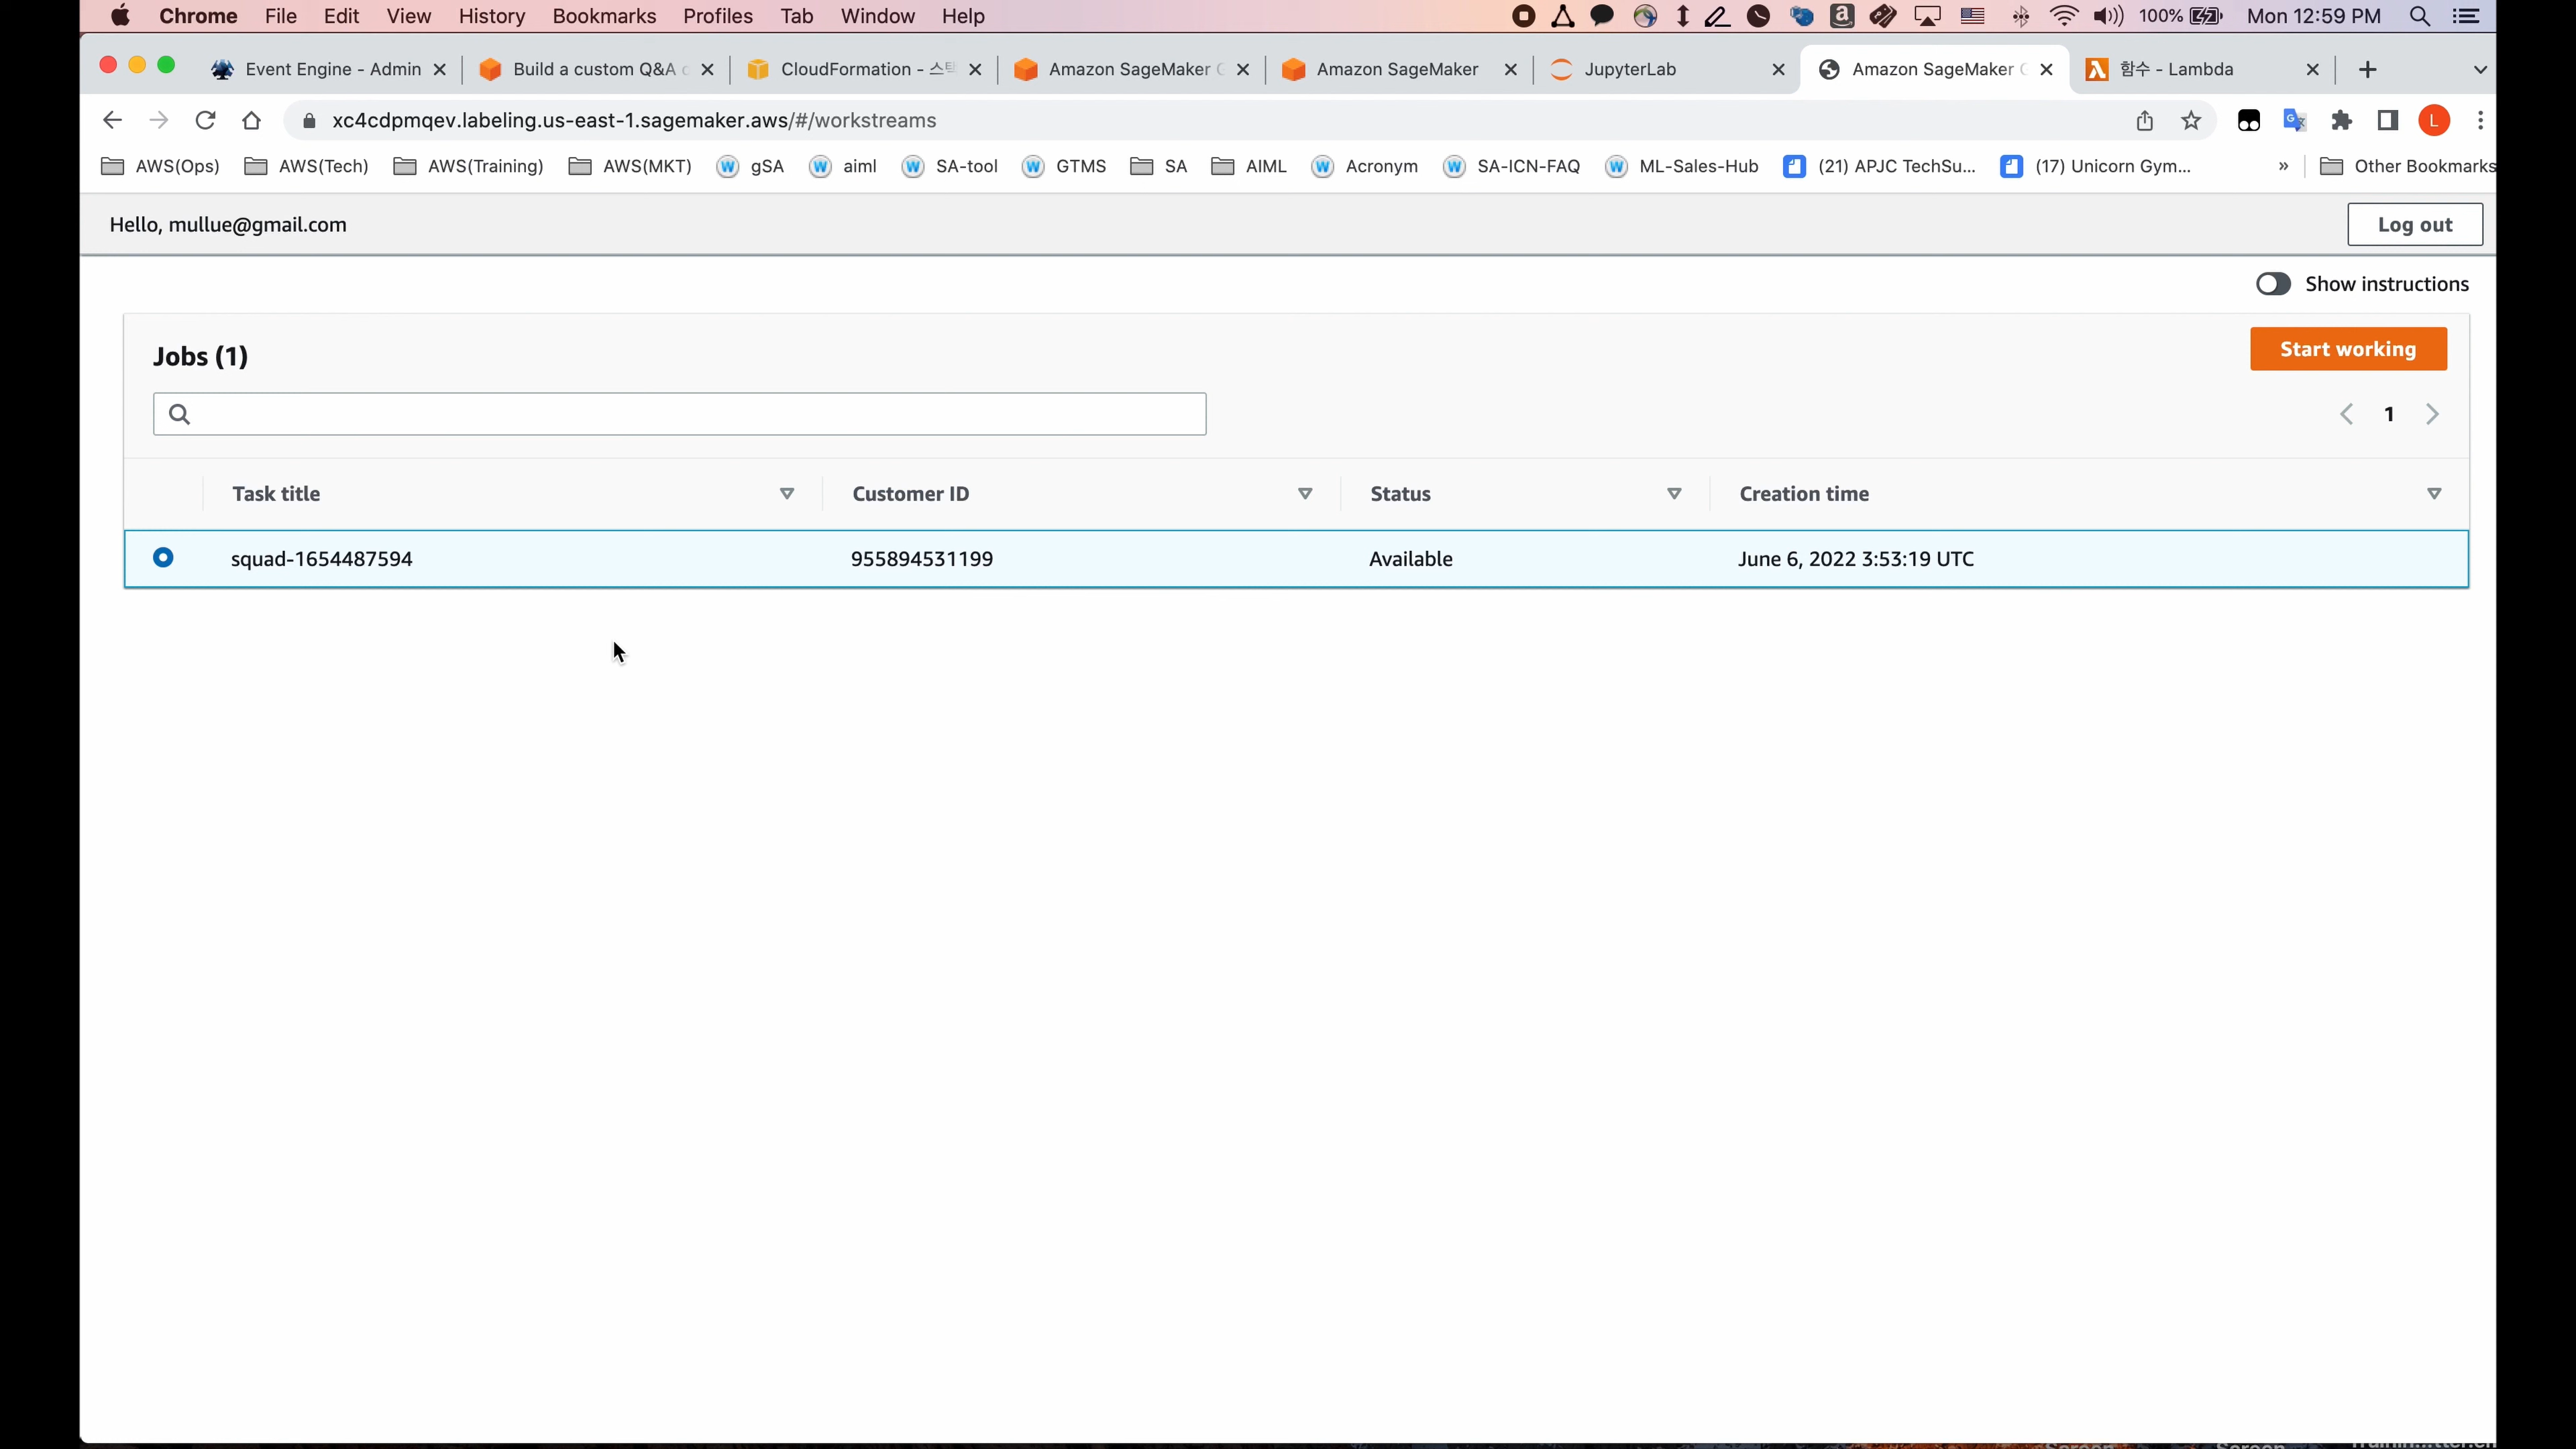 Chrome File Edit View History Bookmarks Profiles Tab Window Help 100% Mon 12:59 PM
Event Engine - Admin Build a custom Q&A CloudFormation - 스택 Amazon SageMaker Amazon SageMaker JupyterLab Amazon SageMaker 함수 - Lambda
xc4cdpmqev.labeling.us-east-1.sagemaker.aws/#/workstreams L
AWS(Ops) AWS(Tech) AWS(Training) AWS(MKT) gSA aiml SA-tool GTMS SA AIML Acronym SA-ICN-FAQ ML-Sales-Hub (21) APJC TechSu... (17) Unicorn Gym... » Other Bookmarks
Hello, mullue@gmail.com Log out
Show instructions
Jobs (1) Start working
1
Task title Customer ID Status Creation time
squad-1654487594 955894531199 Available June 6, 2022 3:53:19 UTC